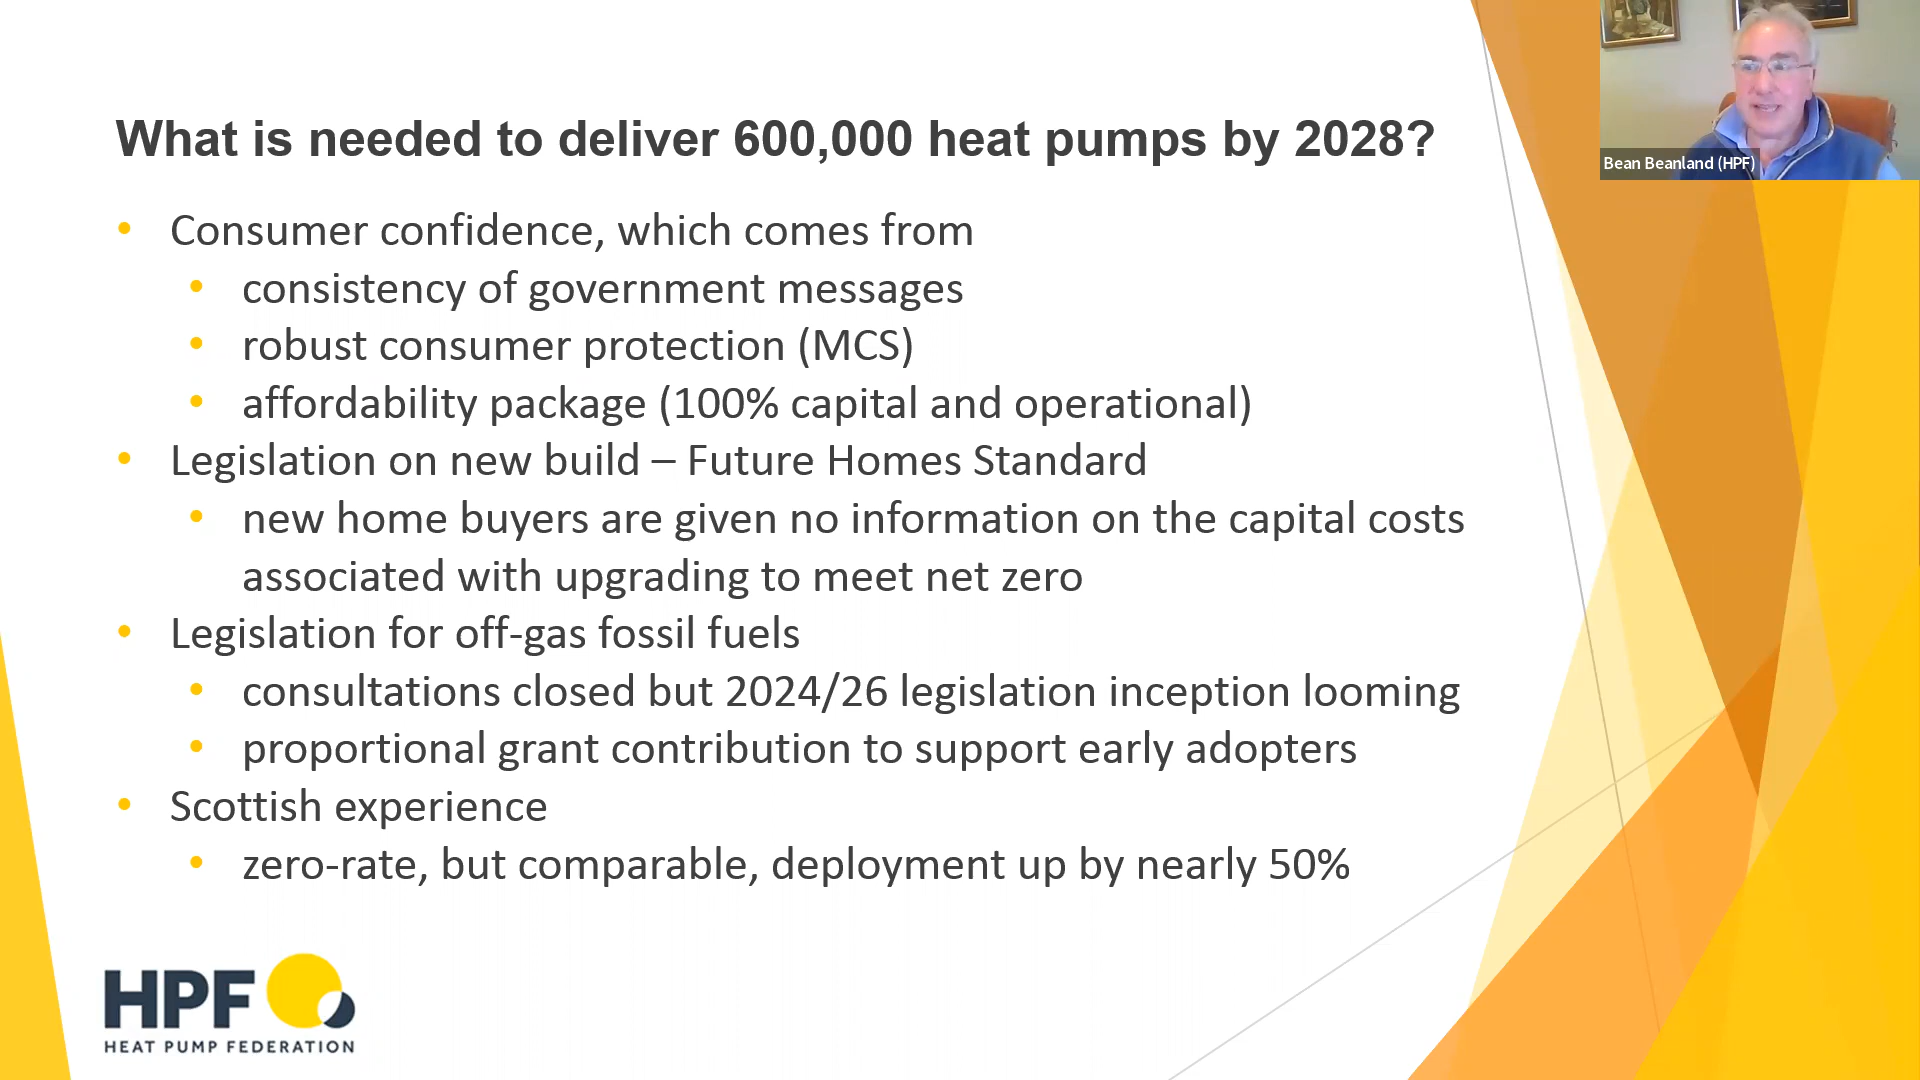 What is needed to deliver 600,000 heat pumps by 2028?
Bean Beanland (HPF)
• Consumer confidence, which comes from
• consistency of government messages
• robust consumer protection (MCS)
• affordability package (100% capital and operational)
• Legislation on new build – Future Homes Standard
• new home buyers are given no information on the capital costs
associated with upgrading to meet net zero
• Legislation for off-gas fossil fuels
• consultations closed but 2024/26 legislation inception looming
• proportional grant contribution to support early adopters
• Scottish experience
• zero-rate, but comparable, deployment up by nearly 50%
HPF
HEAT PUMP FEDERATION